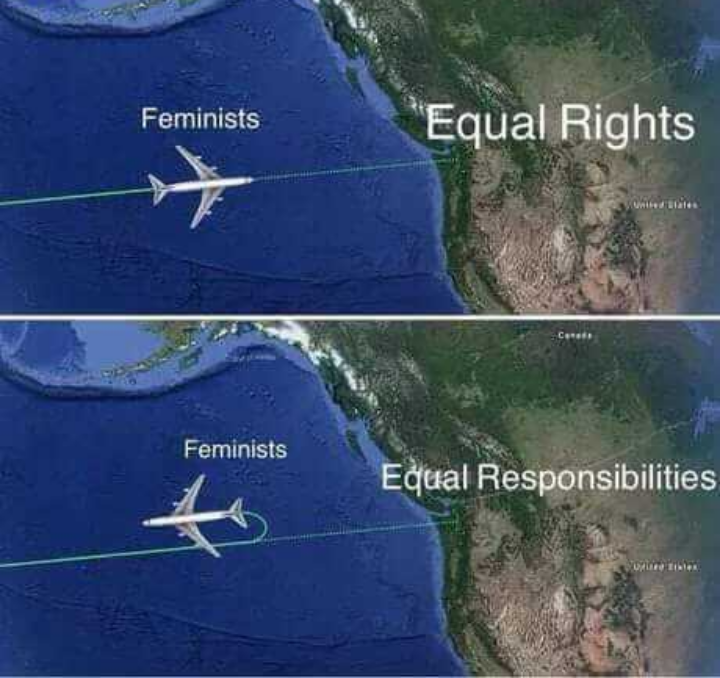 Feminists
Equal Rights
United States
Canada
Feminists
Equal Responsibilities
United States